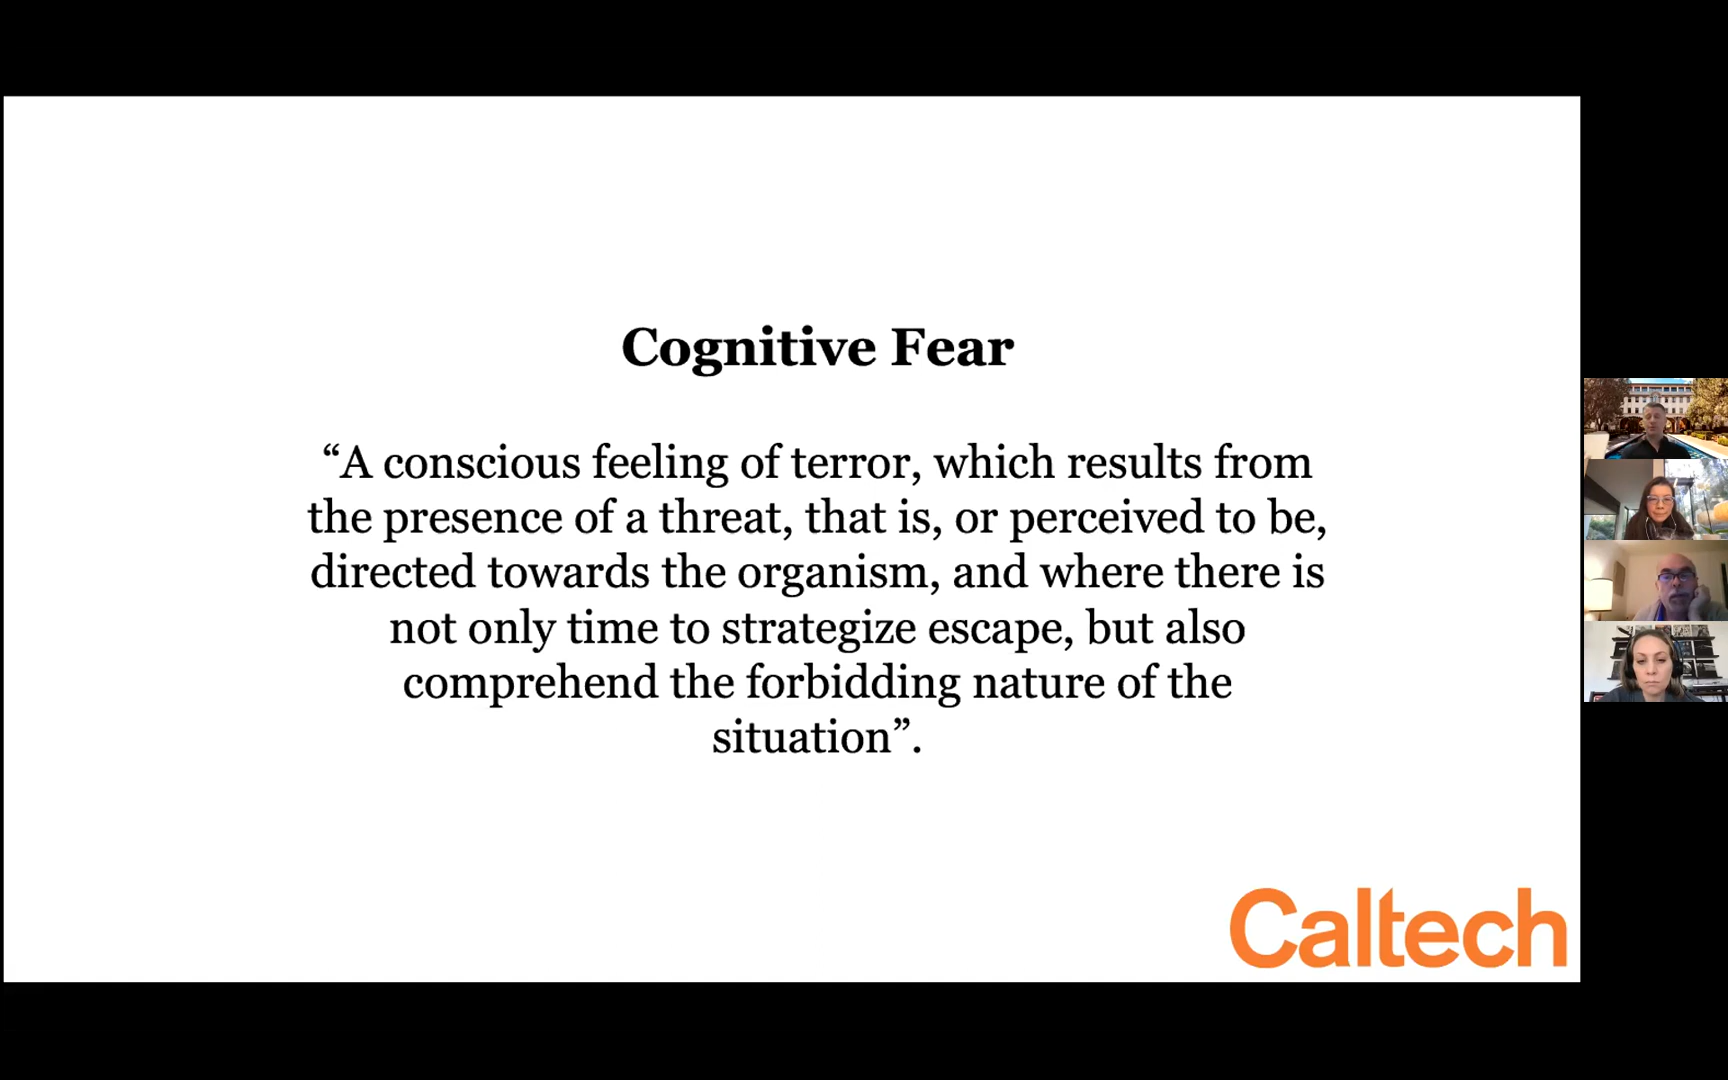 Cognitive Fear
“A conscious feeling of terror, which results from
the presence of a threat, that is, or perceived to be,
directed towards the organism, and where there is
not only time to strategize escape, but also
comprehend the forbidding nature of the
situation”.
Caltech